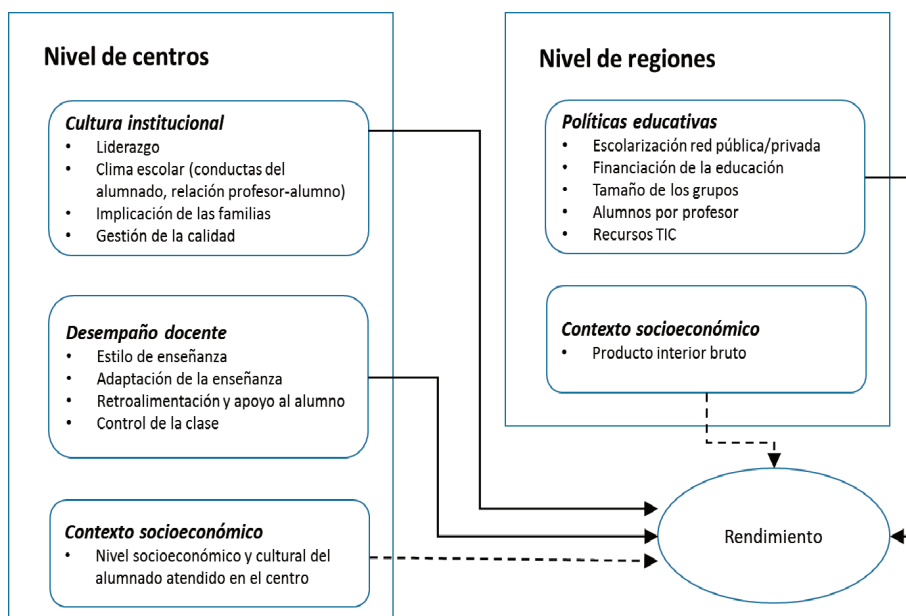 Nivel de centros
Cultura institucional
• Liderazgo
• Clima escolar (conductas del
alumnado, relación profesor-alumno)
• Implicación de las familias
• Gestión de la calidad
Desempaño docente
• Estilo de enseñanza
• Adaptación de la enseñanza
• Retroalimentación y apoyo al alumno
• Control de la clase
Contexto socioeconómico
• Nivel socioeconómico y cultural del
alumnado atendido en el centro
Nivel de regiones
Políticas educativas
• Escolarización red pública/privada
• Financiación de la educación
• Tamaño de los grupos
• Alumnos por profesor
• Recursos TIC
Contexto socioeconómico
• Producto interior bruto
Rendimiento